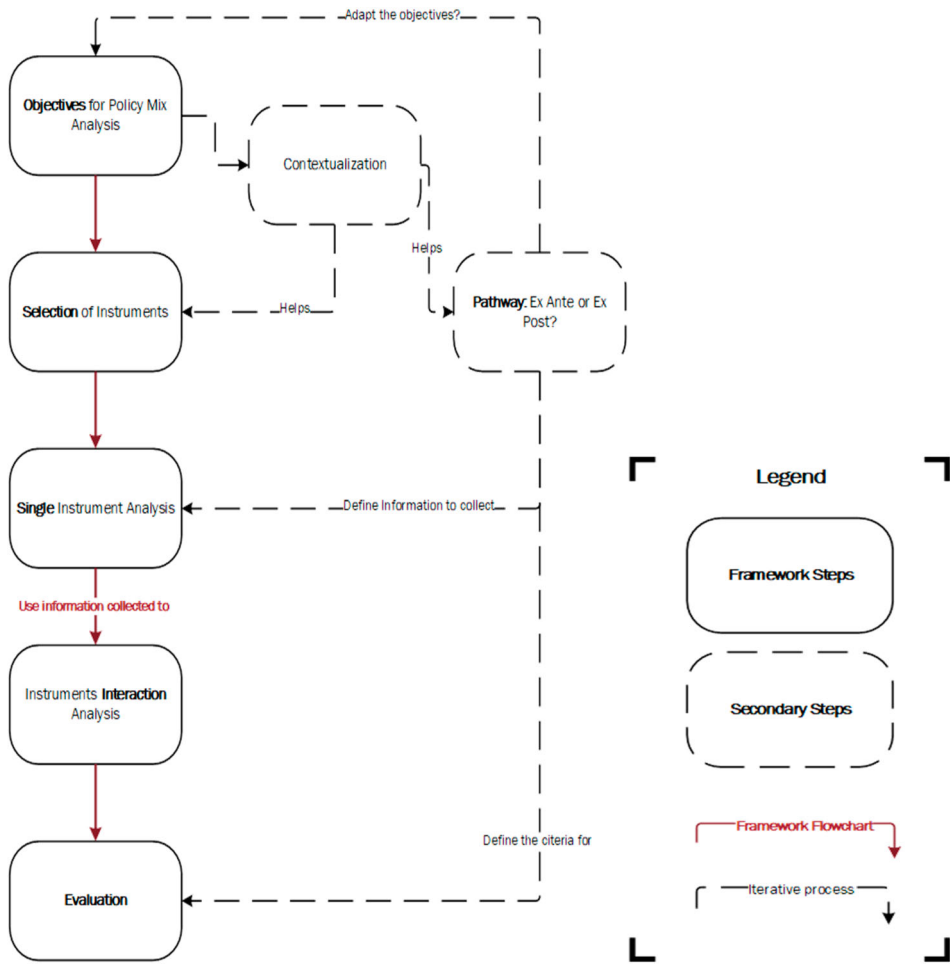 Adapt the objectives?
Objectives for Policy Mix
Analysis
Contextualization
Helps
Pathway: Ex Ante or Ex
Post?
Selection of Instruments
Helps
Single Instrument Analysis
Define Information to collect
Use information collected to
Instruments Interaction
Analysis
Define the citeria for
Evaluation
Legend
Framework Steps
Secondary Steps
Framework Flowchart
Iterative process